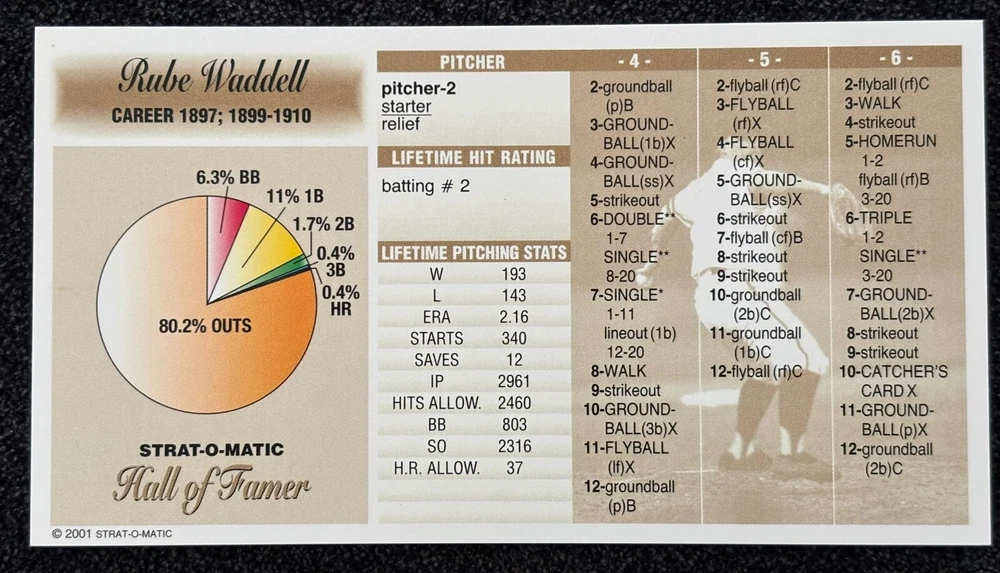 Rube Waddell
CAREER 1897; 1899-1910
6.3% BB
11% 1B
1.7% 2B
0.4%
3B
0.4%
HR
80.2% OUTS
STRAT-O-MATIC
Hall of Famer
© 2001 STRAT-O-MATIC
PITCHER
pitcher-2
starter
relief
LIFETIME HIT RATING
batting # 2
LIFETIME PITCHING STATS
W 193
L 143
ERA 2.16
STARTS 340
SAVES 12
IP 2961
HITS ALLOW. 2460
BB 803
SO 2316
H.R. ALLOW. 37
- 4 -
2-groundball
(p)B
3-GROUND-
BALL(1b)X
4-GROUND-
BALL(ss)X
5-strikeout
6-DOUBLE**
1-7
SINGLE**
8-20
7-SINGLE*
1-11
lineout (1b)
12-20
8-WALK
9-strikeout
10-GROUND-
BALL(3b)X
11-FLYBALL
(lf)X
12-groundball
(p)B
- 5 -
2-flyball (rf)C
3-FLYBALL
(rf)X
4-FLYBALL
(cf)X
5-GROUND-
BALL(ss)X
6-strikeout
7-flyball (cf)B
8-strikeout
9-strikeout
10-groundball
(2b)C
11-groundball
(1b)C
12-flyball (rf)C
- 6 -
2-flyball (rf)C
3-WALK
4-strikeout
5-HOMERUN
1-2
flyball (rf)B
3-20
6-TRIPLE
1-2
SINGLE**
3-20
7-GROUND-
BALL(2b)X
8-strikeout
9-strikeout
10-CATCHER'S
CARD X
11-GROUND-
BALL(p)X
12-groundball
(2b)C